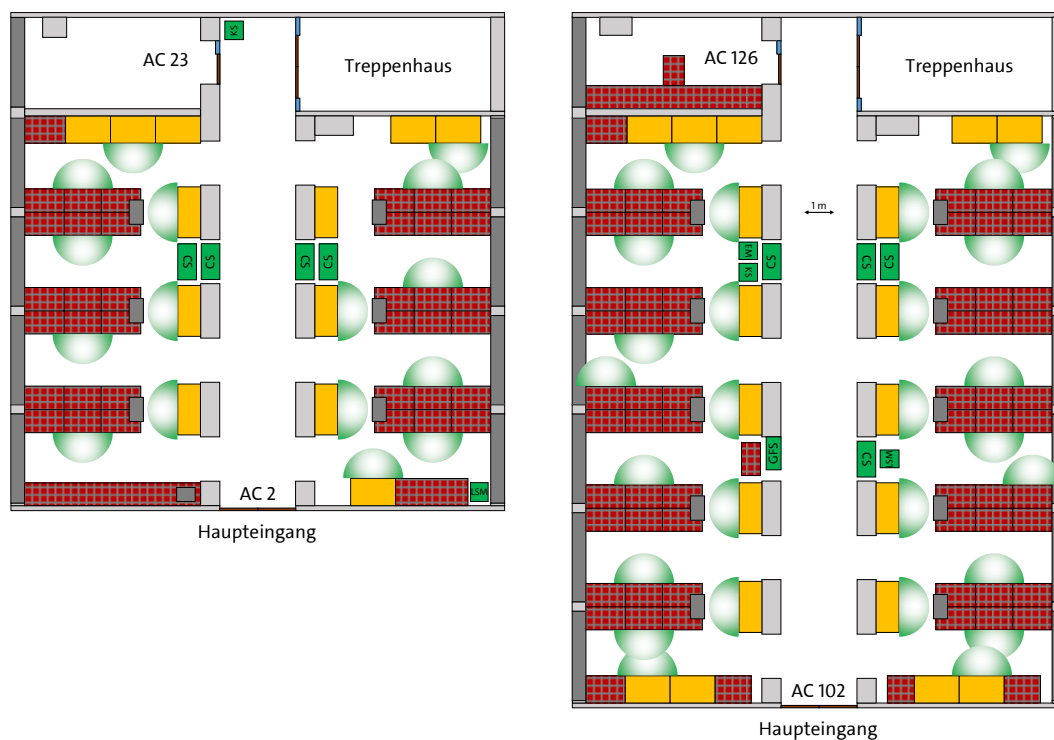 KS
AC 23
Treppenhaus
CS
CS
CS
CS
AC 2
LSM
Haupteingang
AC 126
Treppenhaus
1 m
EM
KS
CS
CS
CS
GFS
CS
WST
AC 102
Haupteingang